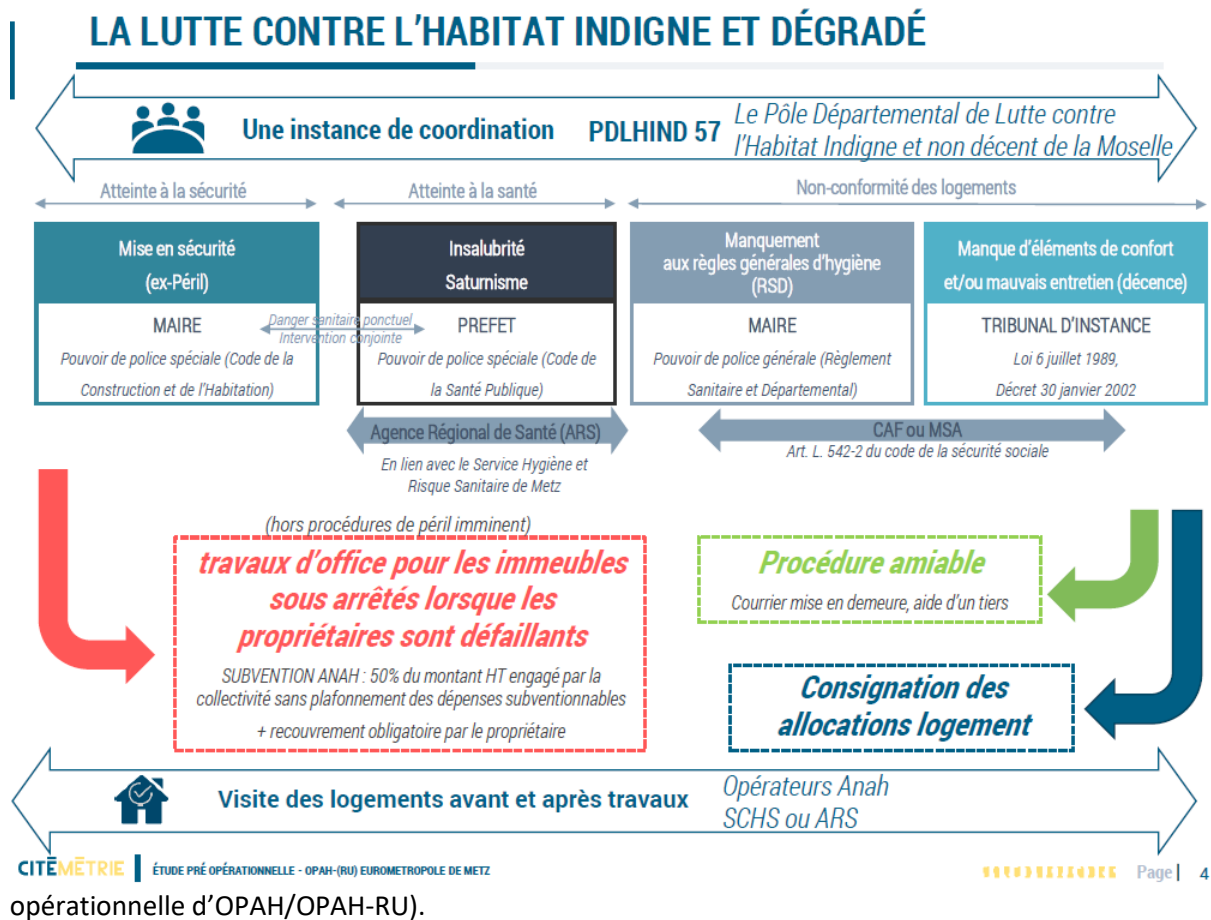 LA LUTTE CONTRE L'HABITAT INDIGNE ET DÉGRADÉ
Une instance de coordination
PDLHIND 57
Le Pôle Départemental de Lutte contre
l'Habitat Indigne et non décent de la Moselle
Atteinte à la sécurité
Atteinte à la santé
Non-conformité des logements
Mise en sécurité
(ex-Péril)
MAIRE
Pouvoir de police spéciale (Code de la
Construction et de l'Habitation)
Danger sanitaire ponctuel
Intervention conjointe
Insalubrité
Saturnisme
PREFET
Pouvoir de police spéciale (Code de
la Santé Publique)
Manquement
aux règles générales d'hygiène
(RSD)
MAIRE
Pouvoir de police générale (Règlement
Sanitaire et Départemental)
Manque d'éléments de confort
et/ou mauvais entretien (décence)
TRIBUNAL D'INSTANCE
Loi 6 juillet 1989,
Décret 30 janvier 2002
Agence Régional de Santé (ARS)
En lien avec le Service Hygiène et
Risque Sanitaire de Metz
CAF ou MSA
Art. L. 542-2 du code de la sécurité sociale
(hors procédures de péril imminent)
travaux d'office pour les immeubles
sous arrêtés lorsque les
propriétaires sont défaillants
SUBVENTION ANAH : 50% du montant HT engagé par la
collectivité sans plafonnement des dépenses subventionnables
+ recouvrement obligatoire par le propriétaire
Procédure amiable
Courrier mise en demeure, aide d'un tiers
Consignation des
allocations logement
Visite des logements avant et après travaux
Opérateurs Anah
SCHS ou ARS
CITĒMĒTRIE
ÉTUDE PRÉ OPÉRATIONNELLE - OPAH-(RU) EUROMETROPOLE DE METZ
Page | 4
opérationnelle d'OPAH/OPAH-RU).